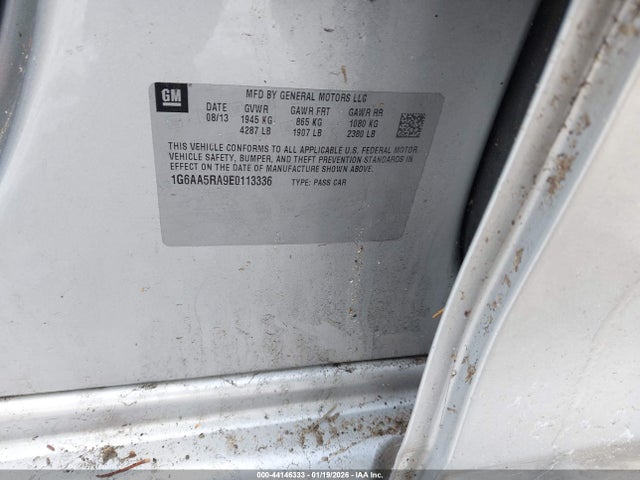 GM
MFD BY GENERAL MOTORS LLC
DATE GVWR GAWR FRT GAWR RR
08/13 1945 KG 865 KG 1080 KG
4287 LB 1907 LB 2380 LB
THIS VEHICLE CONFORMS TO ALL APPLICABLE U.S. FEDERAL MOTOR
VEHICLE SAFETY, BUMPER, AND THEFT PREVENTION STANDARDS IN
EFFECT ON THE DATE OF MANUFACTURE SHOWN ABOVE.
1G6AA5RA9E0113336 TYPE: PASS CAR
000-44146333 - 01/19/2026 - IAA Inc.